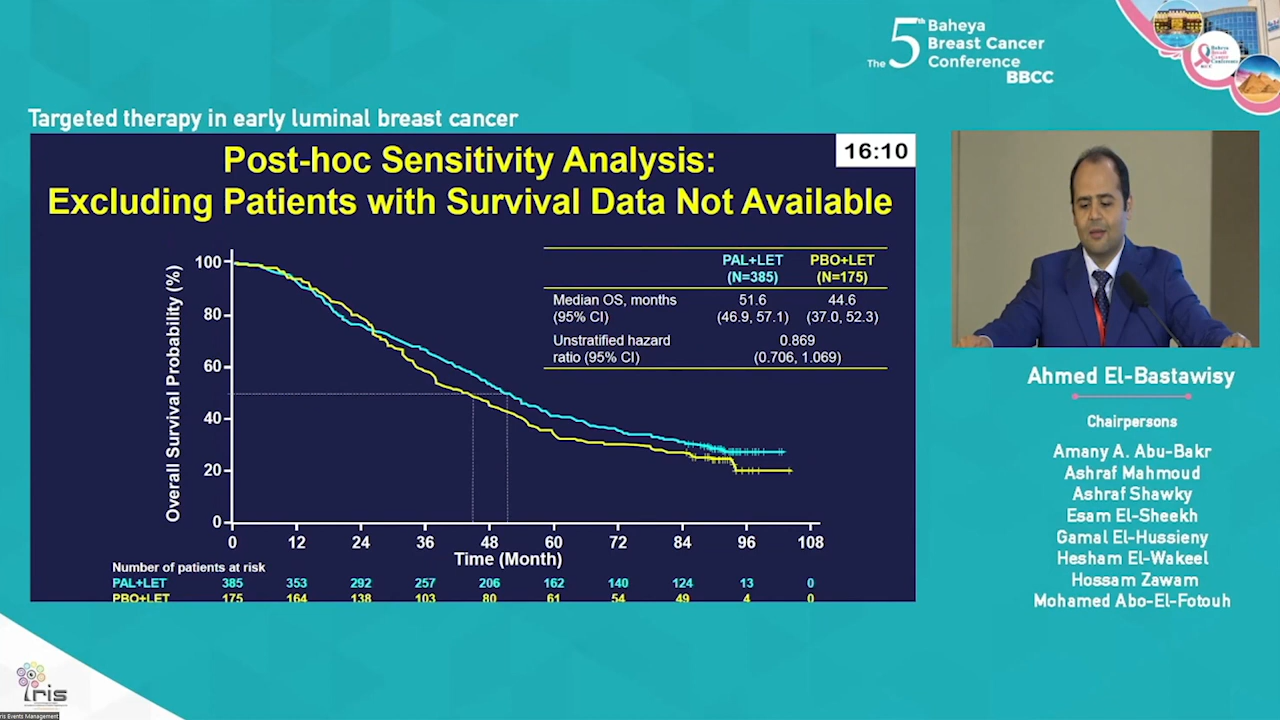 The 5th Baheya
Breast Cancer
Conference
BBCC
Targeted therapy in early luminal breast cancer
16:10
Post-hoc Sensitivity Analysis:
Excluding Patients with Survival Data Not Available
PAL+LET PBO+LET
(N=385) (N=175)
Median OS, months 51.6 44.6
(95% CI) (46.9, 57.1) (37.0, 52.3)
Unstratified hazard 0.869
ratio (95% CI) (0.706, 1.069)
Overall Survival Probability (%)
100
80
60
40
20
0
0 12 24 36 48 60 72 84 96 108
Time (Month)
Number of patients at risk
PAL+LET 385 353 292 257 206 162 140 124 13 0
PBO+LET 175 164 138 103 80 61 54 49 4 0
Ahmed El-Bastawisy
Chairpersons
Amany A. Abu-Bakr
Ashraf Mahmoud
Ashraf Shawky
Esam El-Sheekh
Gamal El-Hussieny
Hesham El-Wakeel
Hossam Zawam
Mohamed Abo-El-Fotouh
Iris
Iris Events Management